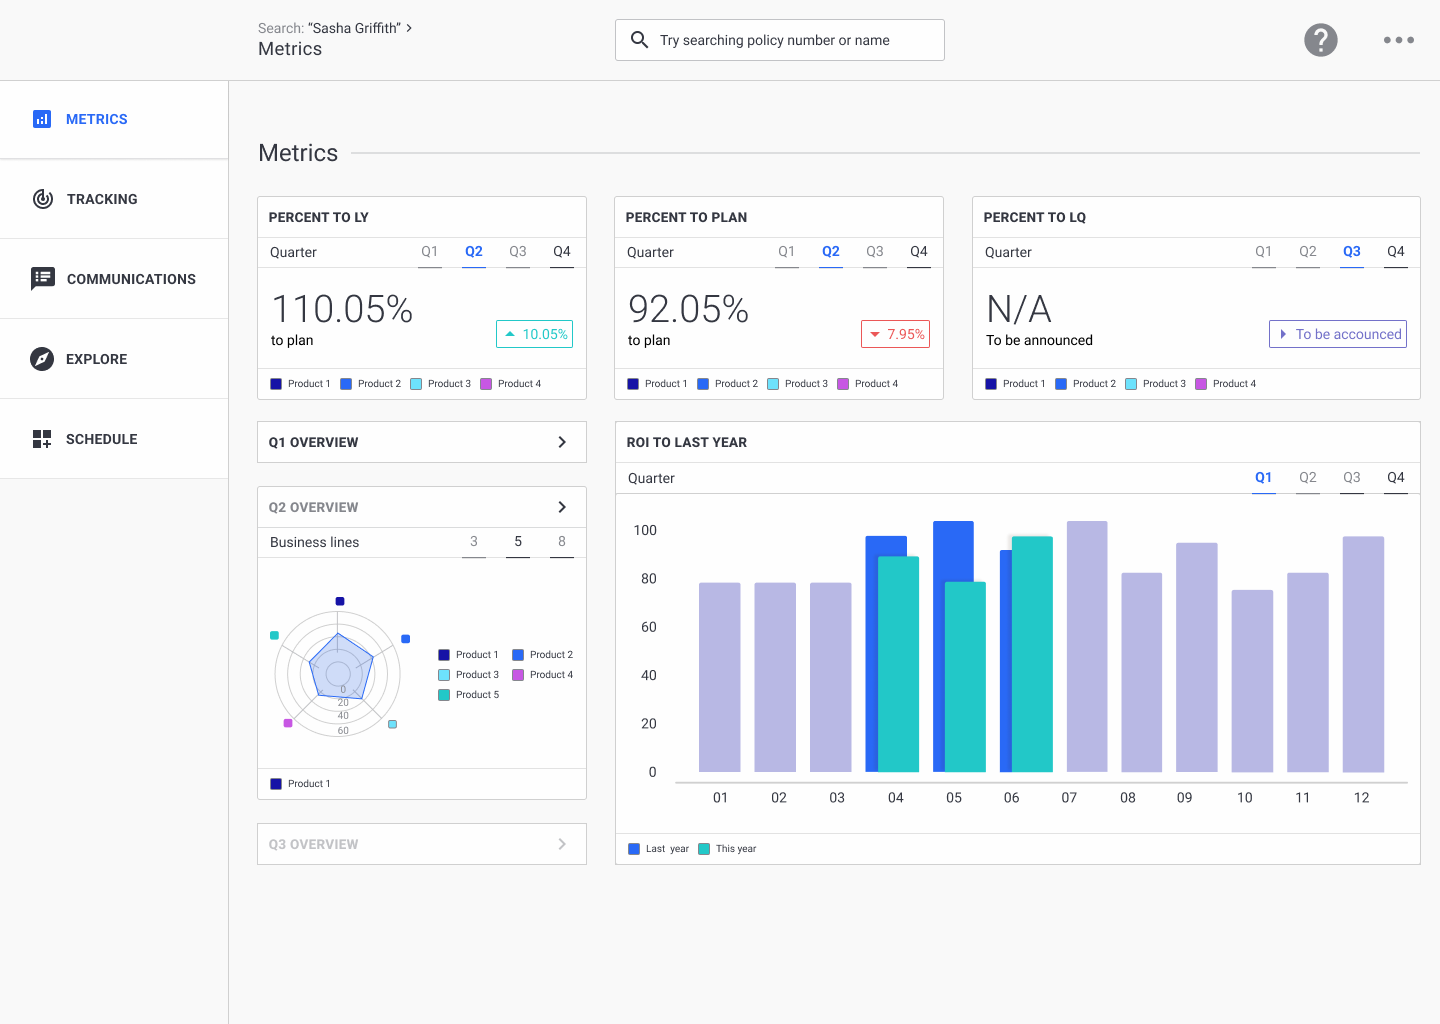 Search: “Sasha Griffith”
Metrics
Try searching policy number or name
?
METRICS
TRACKING
COMMUNICATIONS
EXPLORE
SCHEDULE
Metrics
PERCENT TO LY
Quarter Q1 Q2 Q3 Q4
110.05%
to plan
10.05%
Product 1 Product 2 Product 3 Product 4
PERCENT TO PLAN
Quarter Q1 Q2 Q3 Q4
92.05%
to plan
7.95%
Product 1 Product 2 Product 3 Product 4
PERCENT TO LQ
Quarter Q1 Q2 Q3 Q4
N/A
To be announced
To be accounced
Product 1 Product 2 Product 3 Product 4
Q1 OVERVIEW
Q2 OVERVIEW
Business lines 3 5 8
0
20
40
60
Product 1 Product 2
Product 3 Product 4
Product 5
Product 1
Q3 OVERVIEW
ROI TO LAST YEAR
Quarter Q1 Q2 Q3 Q4
100
80
60
40
20
0
01 02 03 04 05 06 07 08 09 10 11 12
Last year This year